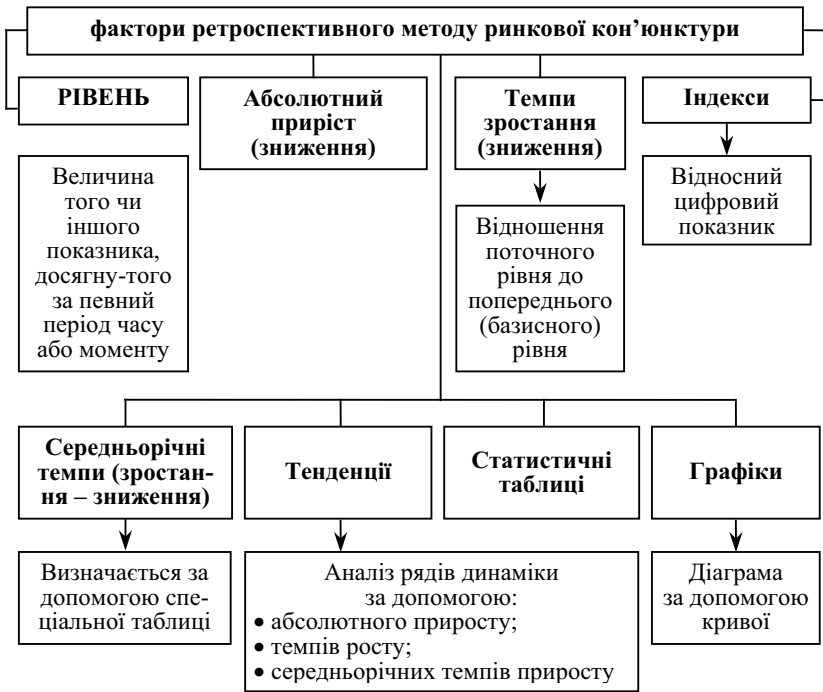 фактори ретроспективного методу ринкової кон’юнктури
РІВЕНЬ
Абсолютний
приріст
(зниження)
Темпи
зростання
(зниження)
Індекси
Величина
того чи
іншого
показника,
досягну-того
за певний
період часу
або моменту
Відношення
поточного
рівня до
попереднього
(базисного)
рівня
Відносний
цифровий
показник
Середньорічні
темпи (зростан-
ня – зниження)
Тенденції
Статистичні
таблиці
Графіки
Визначається за
допомогою спе-
ціальної таблиці
Аналіз рядів динаміки
за допомогою:
• абсолютного приросту;
• темпів росту;
• середньорічних темпів приросту
Діаграма
за допомогою
кривої